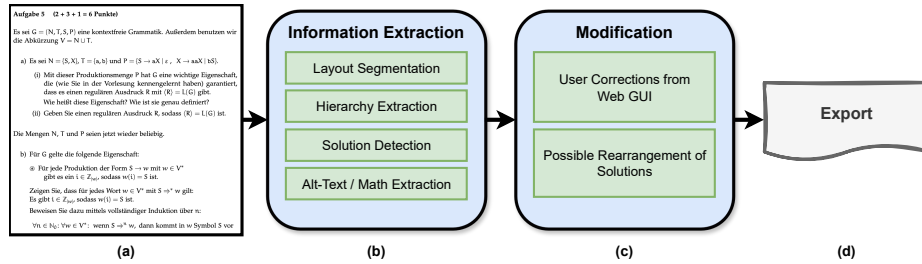 Aufgabe 5 (2 + 3 + 1 = 6 Punkte)
Es sei G = (N, T, S, P) eine kontextfreie Grammatik. Außerdem benutzen wir
die Abkürzung V = N ∪ T.
a) Es sei N = {S, X}, T = {a, b} und P = {S → aX | ε , X → aaX | bS}.
(i) Mit dieser Produktionsmenge P hat G eine wichtige Eigenschaft,
die (wie Sie in der Vorlesung kennengelernt haben) garantiert,
dass es einen regulären Ausdruck R mit ⟨R⟩ = L(G) gibt.
Wie heißt diese Eigenschaft? Wie ist sie genau definiert?
(ii) Geben Sie einen regulären Ausdruck R, sodass ⟨R⟩ = L(G) ist.
Die Mengen N, T und P seien jetzt wieder beliebig.
b) Für G gelte die folgende Eigenschaft:
⊛ Für jede Produktion der Form S → w mit w ∈ V*
gibt es ein i ∈ ℤ|w|, sodass w(i) = S ist.
Zeigen Sie, dass für jedes Wort w ∈ V* mit S ⇒* w gilt:
Es gibt i ∈ ℤ|w|, sodass w(i) = S ist.
Beweisen Sie dazu mittels vollständiger Induktion über n:
∀n ∈ ℕ₀: ∀w ∈ V*: wenn S ⇒ⁿ w, dann kommt in w Symbol S vor
(a)
Information Extraction
Layout Segmentation
Hierarchy Extraction
Solution Detection
Alt-Text / Math Extraction
(b)
Modification
User Corrections from
Web GUI
Possible Rearrangement of
Solutions
(c)
Export
(d)